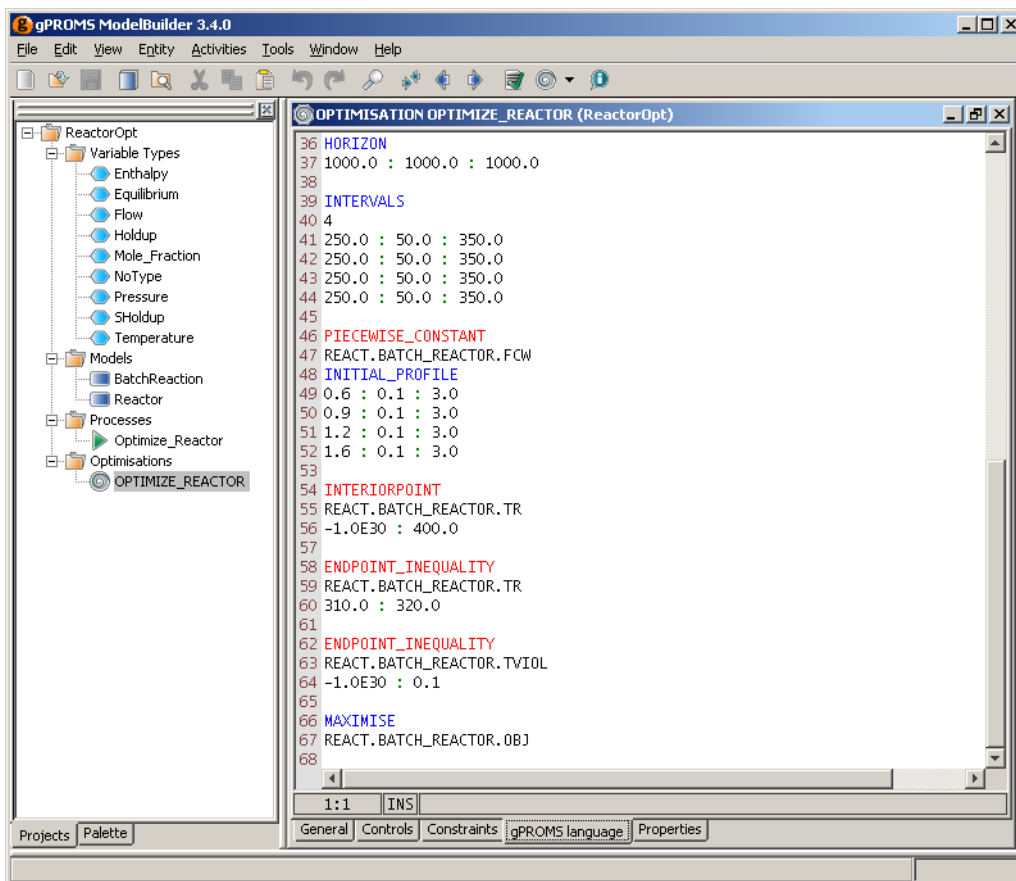 gPROMS ModelBuilder 3.4.0
File Edit View Entity Activities Tools Window Help
ReactorOpt
Variable Types
Enthalpy
Equilibrium
Flow
Holdup
Mole_Fraction
NoType
Pressure
SHoldup
Temperature
Models
BatchReaction
Reactor
Processes
Optimize_Reactor
Optimisations
OPTIMIZE_REACTOR
Projects Palette
OPTIMISATION OPTIMIZE_REACTOR (ReactorOpt)
36 HORIZON
37 1000.0 : 1000.0 : 1000.0
38
39 INTERVALS
40 4
41 250.0 : 50.0 : 350.0
42 250.0 : 50.0 : 350.0
43 250.0 : 50.0 : 350.0
44 250.0 : 50.0 : 350.0
45
46 PIECEWISE_CONSTANT
47 REACT.BATCH_REACTOR.FCW
48 INITIAL_PROFILE
49 0.6 : 0.1 : 3.0
50 0.9 : 0.1 : 3.0
51 1.2 : 0.1 : 3.0
52 1.6 : 0.1 : 3.0
53
54 INTERIORPOINT
55 REACT.BATCH_REACTOR.TR
56 -1.0E30 : 400.0
57
58 ENDPOINT_INEQUALITY
59 REACT.BATCH_REACTOR.TR
60 310.0 : 320.0
61
62 ENDPOINT_INEQUALITY
63 REACT.BATCH_REACTOR.TVIOL
64 -1.0E30 : 0.1
65
66 MAXIMISE
67 REACT.BATCH_REACTOR.OBJ
68
1:1 INS
General Controls Constraints gPROMS language Properties